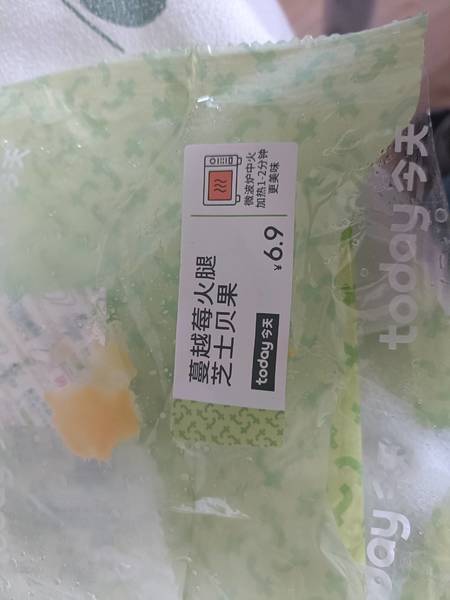 蔓越莓火腿
芝士贝果
today 今天
¥6.9
微波炉中火
加热1-2分钟
更美味
today 今天
day 今
天